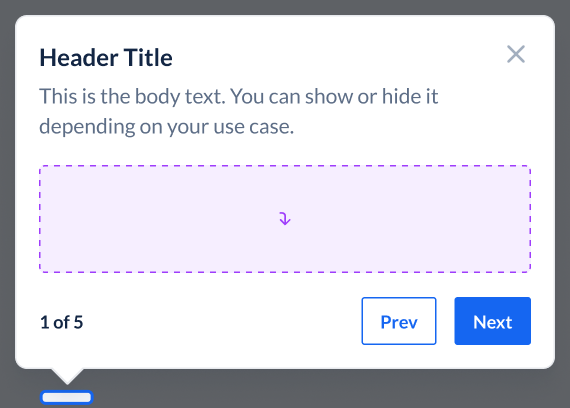 Header Title
This is the body text. You can show or hide it
depending on your use case.
1 of 5
Prev
Next